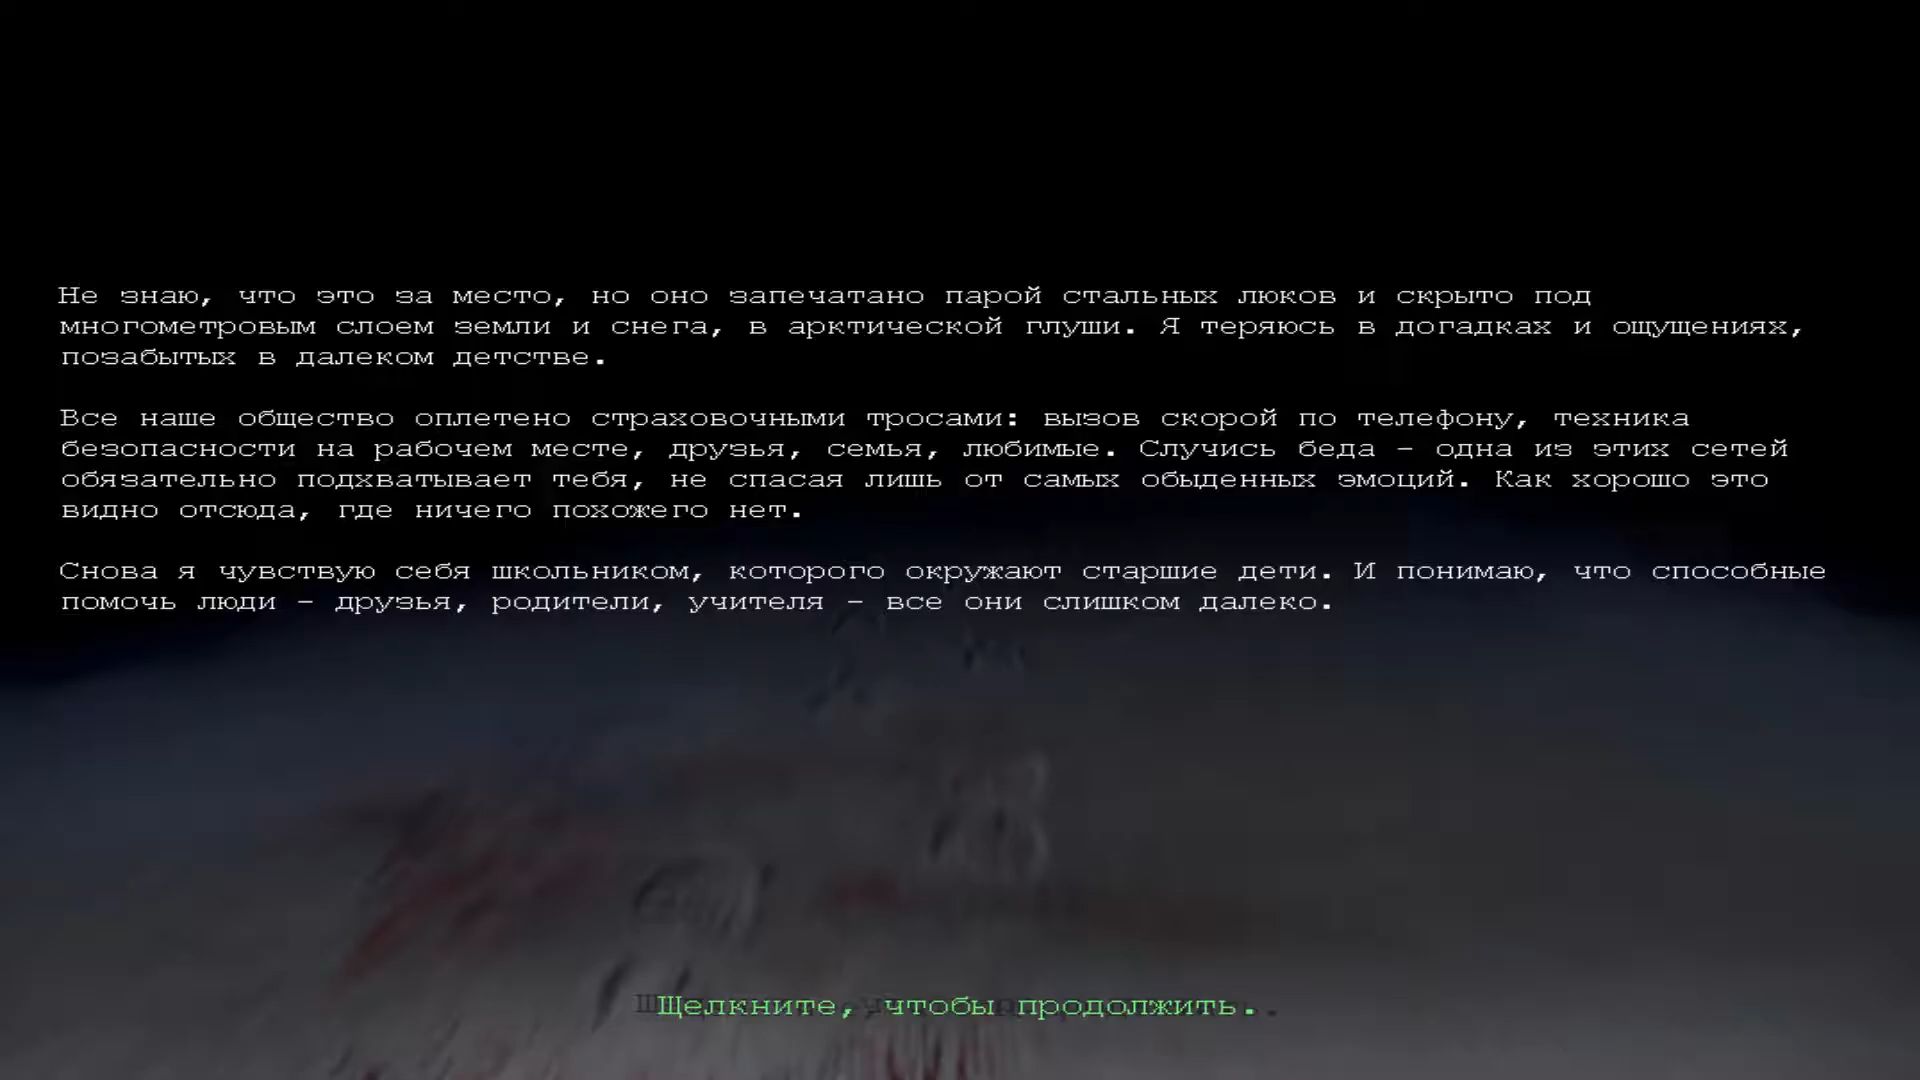 Не знаю, что это за место, но оно запечатано парой стальных люков и скрыто под
многометровым слоем земли и снега, в арктической глуши. Я теряюсь в догадках и ощущениях,
позабытых в далеком детстве.
Все наше общество оплетено страховочными тросами: вызов скорой по телефону, техника
безопасности на рабочем месте, друзья, семья, любимые. Случись беда - одна из этих сетей
обязательно подхватывает тебя, не спасая лишь от самых обыденных эмоций. Как хорошо это
видно отсюда, где ничего похожего нет.
Снова я чувствую себя школьником, которого окружают старшие дети. И понимаю, что способные
помочь люди - друзья, родители, учителя - все они слишком далеко.
Щелкните, чтобы продолжить.